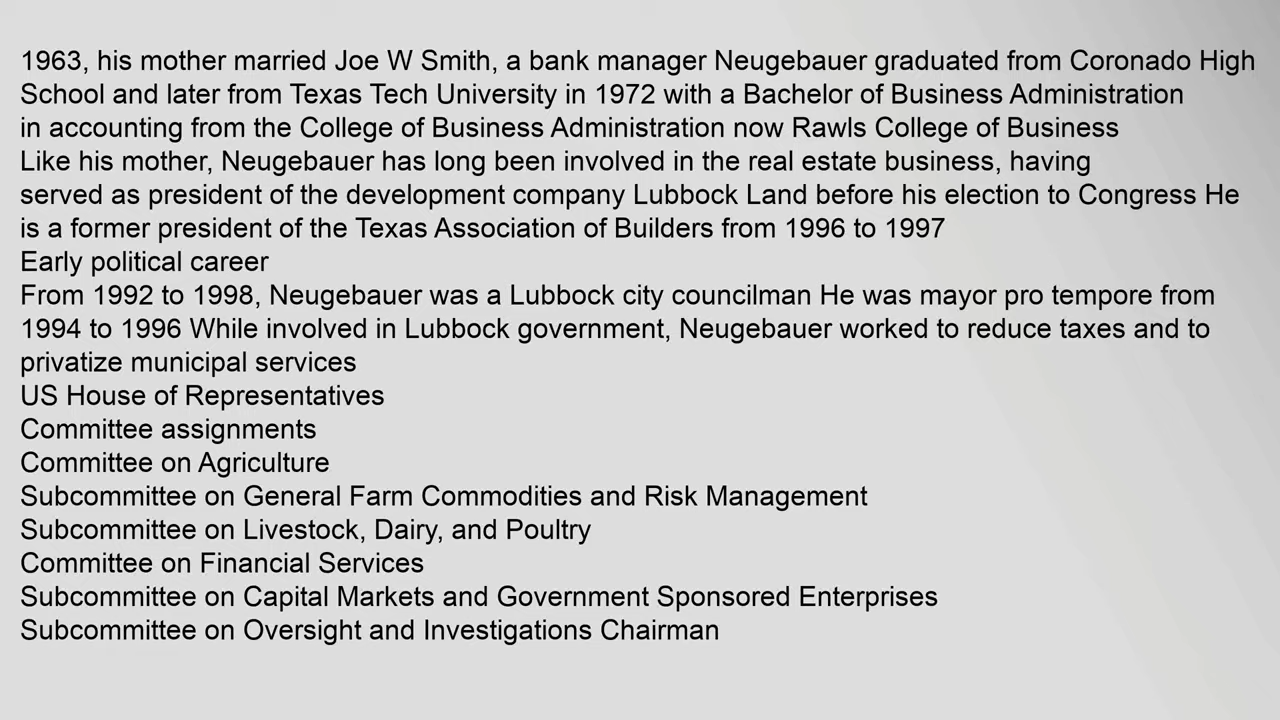 1963, his mother married Joe W Smith, a bank manager Neugebauer graduated from Coronado High
School and later from Texas Tech University in 1972 with a Bachelor of Business Administration
in accounting from the College of Business Administration now Rawls College of Business
Like his mother, Neugebauer has long been involved in the real estate business, having
served as president of the development company Lubbock Land before his election to Congress He
is a former president of the Texas Association of Builders from 1996 to 1997
Early political career
From 1992 to 1998, Neugebauer was a Lubbock city councilman He was mayor pro tempore from
1994 to 1996 While involved in Lubbock government, Neugebauer worked to reduce taxes and to
privatize municipal services
US House of Representatives
Committee assignments
Committee on Agriculture
Subcommittee on General Farm Commodities and Risk Management
Subcommittee on Livestock, Dairy, and Poultry
Committee on Financial Services
Subcommittee on Capital Markets and Government Sponsored Enterprises
Subcommittee on Oversight and Investigations Chairman